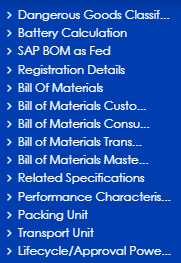 Dangerous Goods Classif...
Battery Calculation
SAP BOM as Fed
Registration Details
Bill Of Materials
Bill of Materials Custo...
Bill of Materials Consu...
Bill of Materials Trans...
Bill of Materials Maste...
Related Specifications
Performance Characteris...
Packing Unit
Transport Unit
Lifecycle/Approval Powe...